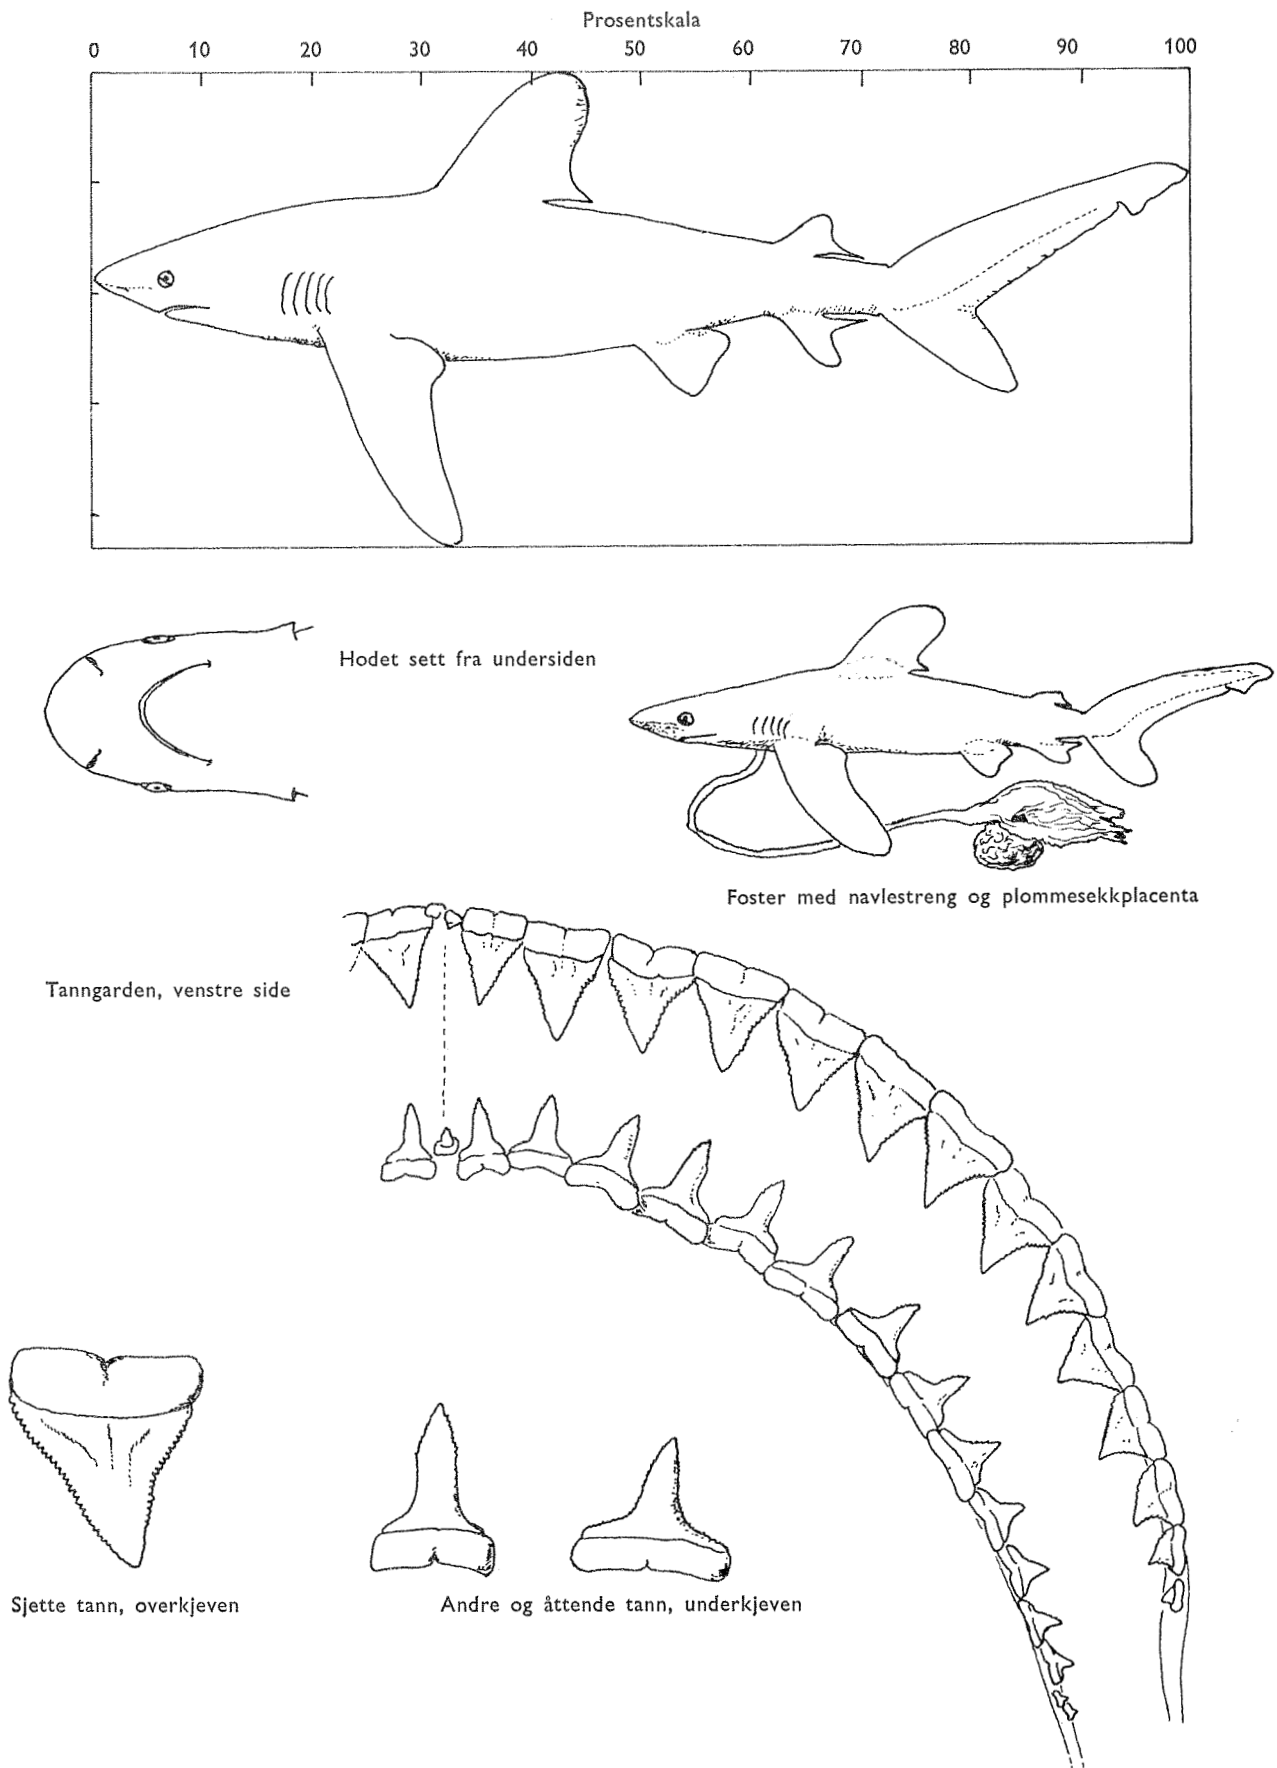 Prosentskala
0 10 20 30 40 50 60 70 80 90 100
Hodet sett fra undersiden
Foster med navlestreng og plommesekkplacenta
Tanngarden, venstre side
Sjette tann, overkjeven
Andre og åttende tann, underkjeven